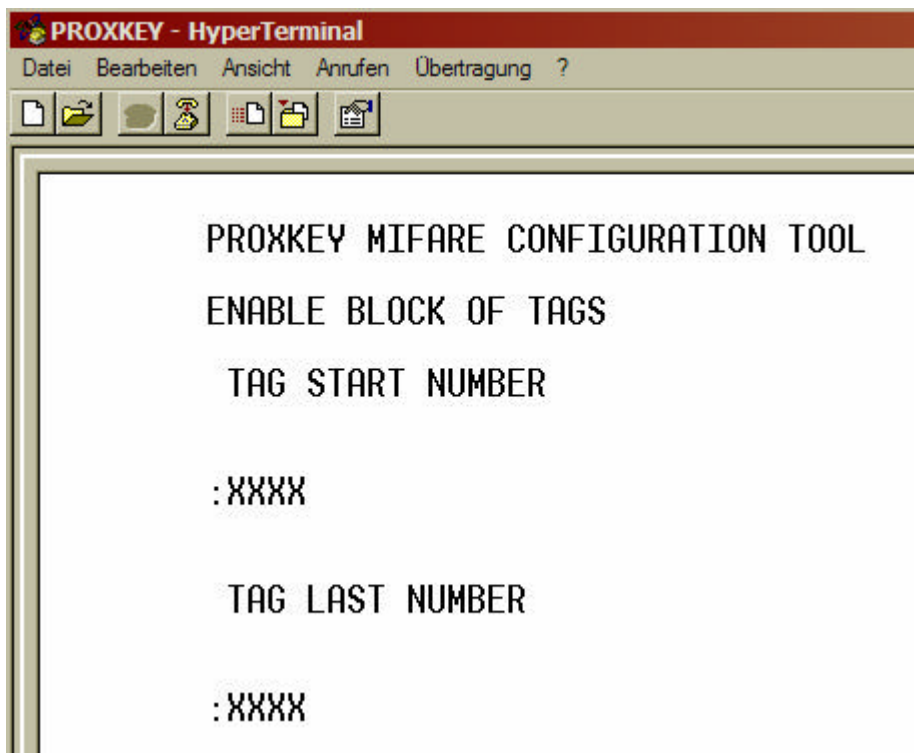 PROXKEY - HyperTerminal
Datei Bearbeiten Ansicht Anrufen Übertragung ?
PROXKEY MIFARE CONFIGURATION TOOL
ENABLE BLOCK OF TAGS
TAG START NUMBER
:XXXX
TAG LAST NUMBER
:XXXX